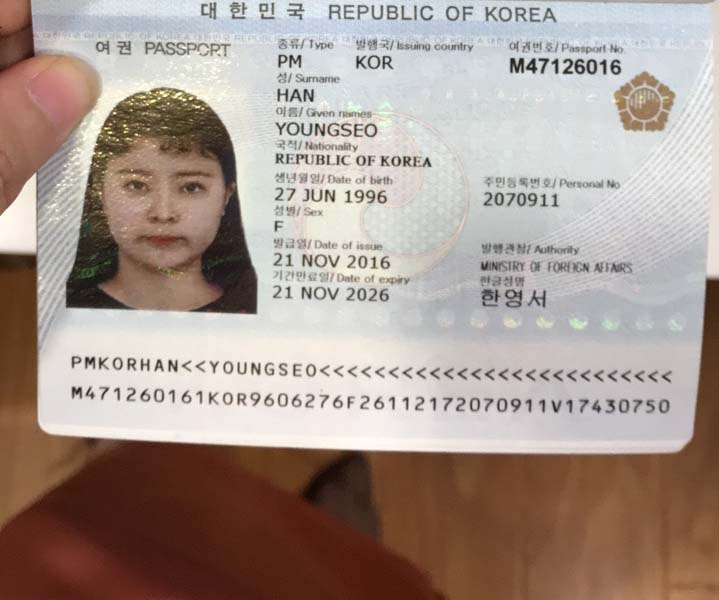 대한민국 REPUBLIC OF KOREA
여권 PASSPORT
종류/ Type 발행국/ Issuing country 여권번호/ Passport No.
PM KOR M47126016
성/ Surname
HAN
이름/ Given names
YOUNGSEO
국적/ Nationality
REPUBLIC OF KOREA
생년월일/ Date of birth 주민등록번호/ Personal No.
27 JUN 1996 2070911
성별/ Sex
F
발급일/ Date of issue 발행관청/ Authority
21 NOV 2016 MINISTRY OF FOREIGN AFFAIRS
기간만료일/ Date of expiry 한글성명
21 NOV 2026 한영서
PMKORHAN<<YOUNGSEO<<<<<<<<<<<<<<<<<<<<<<<<<<
M471260161KOR9606276F26112172070911V17430750